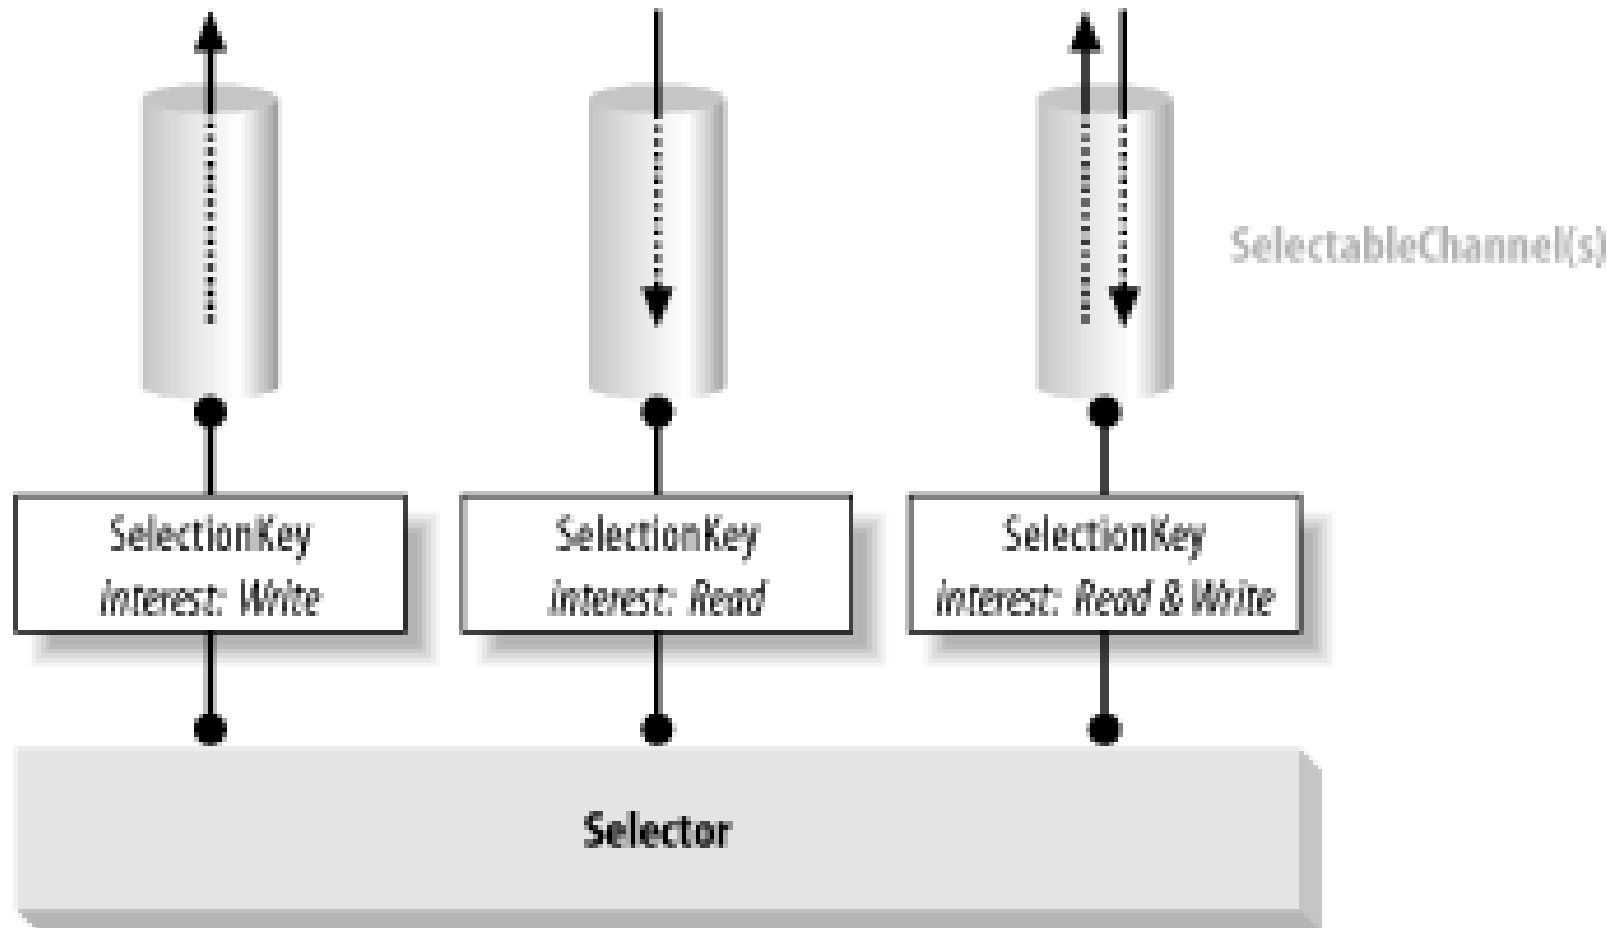 SelectableChannel(s)
SelectionKey
interest: Write
SelectionKey
interest: Read
SelectionKey
interest: Read & Write
Selector